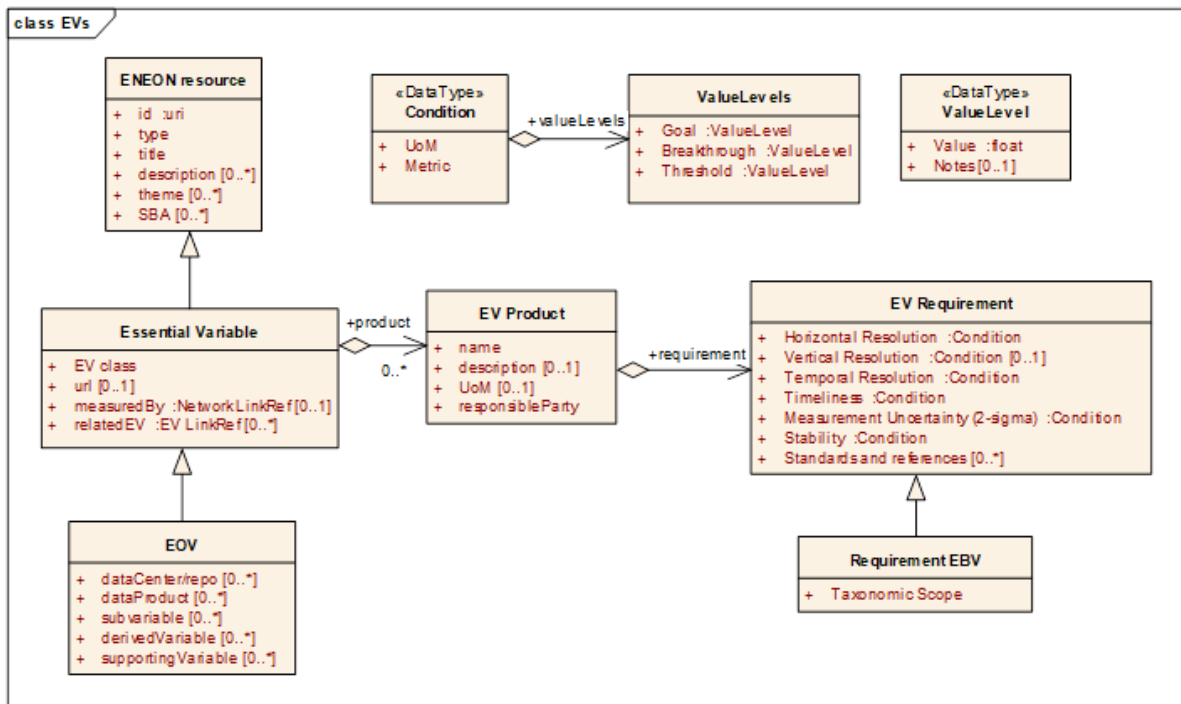 class EVs
ENEON resource
+ id :uri
+ type
+ title
+ description [0..*]
+ theme [0..*]
+ SBA [0..*]
«DataType»
Condition
+ UoM
+ Metric
+valueLevels
ValueLevels
+ Goal :ValueLevel
+ Breakthrough :ValueLevel
+ Threshold :ValueLevel
«DataType»
ValueLevel
+ Value :float
+ Notes[0..1]
Essential Variable
+ EV class
+ url [0..1]
+ measuredBy :NetworkLinkRef[0..1]
+ relatedEV :EV LinkRef[0..*]
+product
0..*
EV Product
+ name
+ description [0..1]
+ UoM [0..1]
+ responsibleParty
+requirement
EV Requirement
+ Horizontal Resolution :Condition
+ Vertical Resolution :Condition [0..1]
+ Temporal Resolution :Condition
+ Timeliness :Condition
+ Measurement Uncertainty (2-sigma) :Condition
+ Stability :Condition
+ Standards and references[0..*]
EOV
+ dataCenter/repo [0..*]
+ dataProduct [0..*]
+ subvariable [0..*]
+ derivedVariable [0..*]
+ supportingVariable [0..*]
Requirement EBV
+ Taxonomic Scope